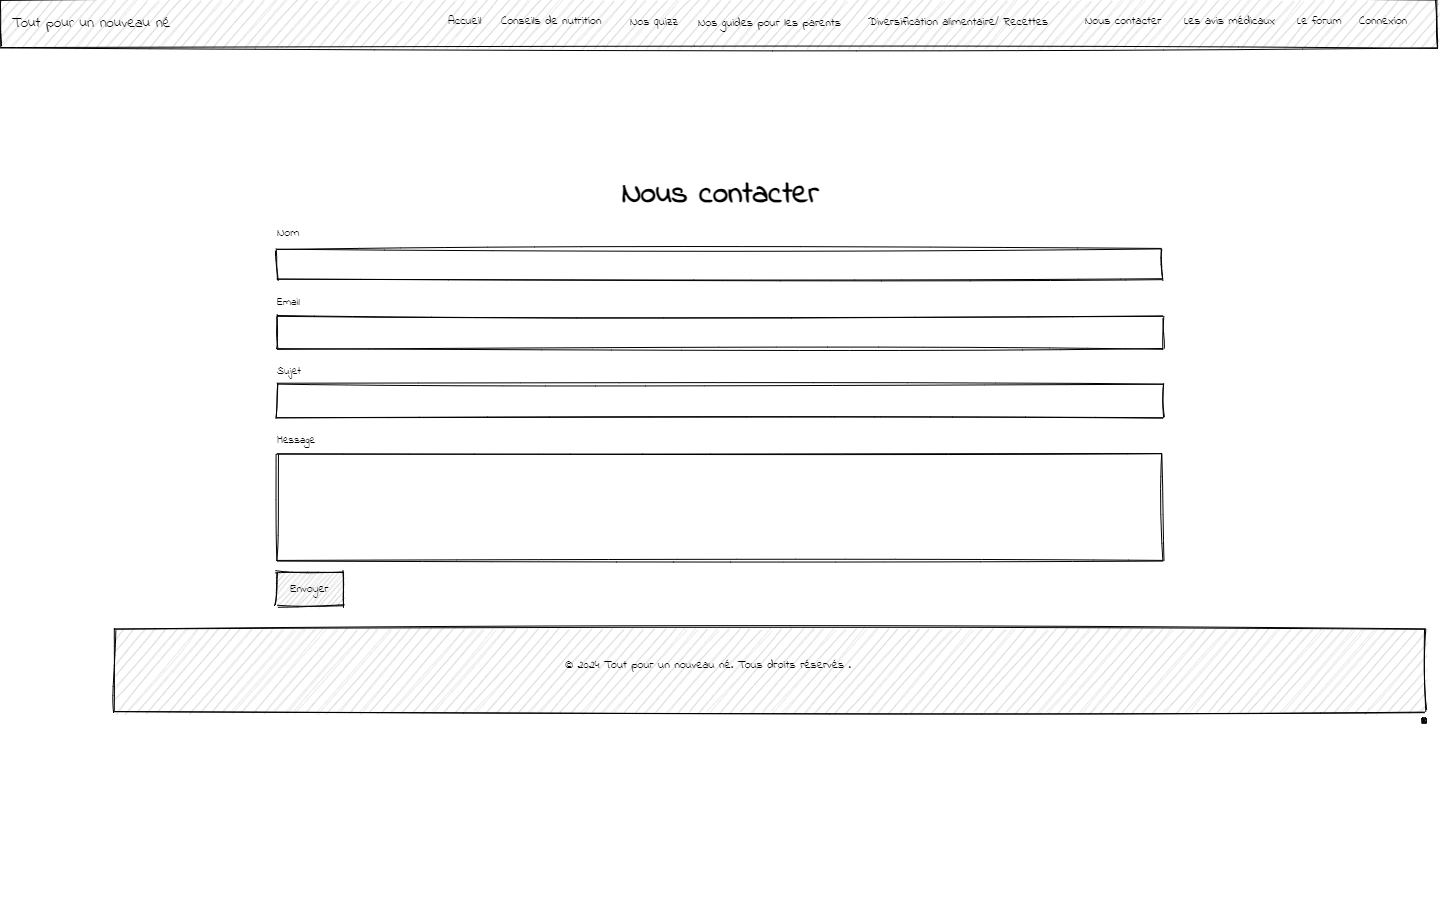 Tout pour un nouveau né Accueil Conseils de nutrition Nos quizz Nos guides pour les parents Diversification alimentaire/ Recettes Nous contacter Les avis médicaux Le forum Connexion
Nous contacter
Nom
Email
Sujet
Message
Envoyer
© 2024 Tout pour un nouveau né. Tous droits réservés .